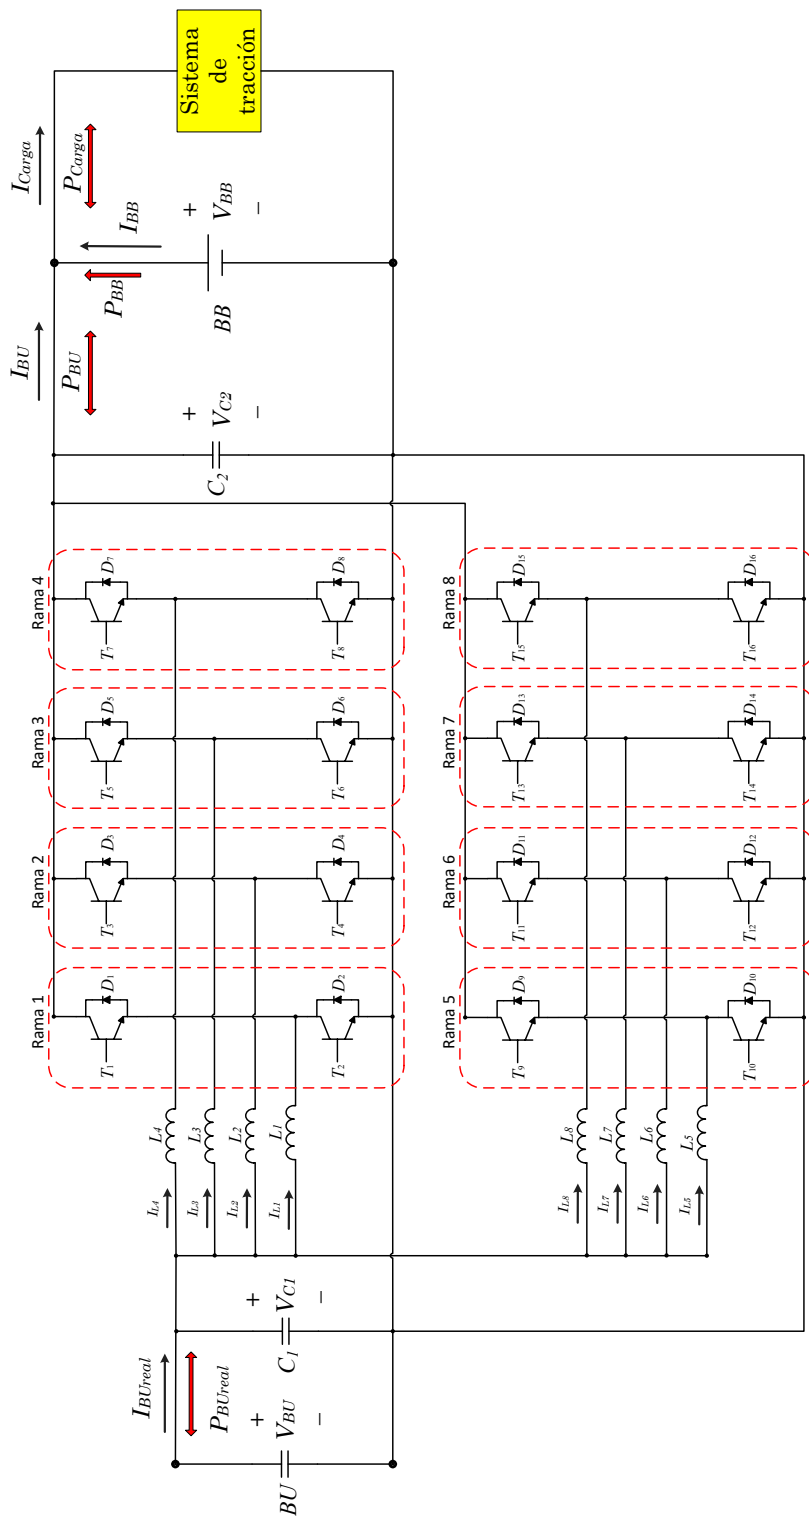 Sistema
de
tracción
I_Carga
P_Carga
I_BB
P_BB
+ V_BB −
BB
I_BU
P_BU
+ V_C2 −
C_2
Rama 1
T_1
D_1
T_2
D_2
Rama 2
T_3
D_3
T_4
D_4
Rama 3
T_5
D_5
T_6
D_6
Rama 4
T_7
D_7
T_8
D_8
Rama 5
T_9
D_9
T_10
D_10
Rama 6
T_11
D_11
T_12
D_12
Rama 7
T_13
D_13
T_14
D_14
Rama 8
T_15
D_15
T_16
D_16
L_4
L_3
L_2
L_1
I_L4
I_L3
I_L2
I_L1
L_8
L_7
L_6
L_5
I_L8
I_L7
I_L6
I_L5
+ V_C1 −
C_1
I_BUreal
P_BUreal
+ V_BU −
BU